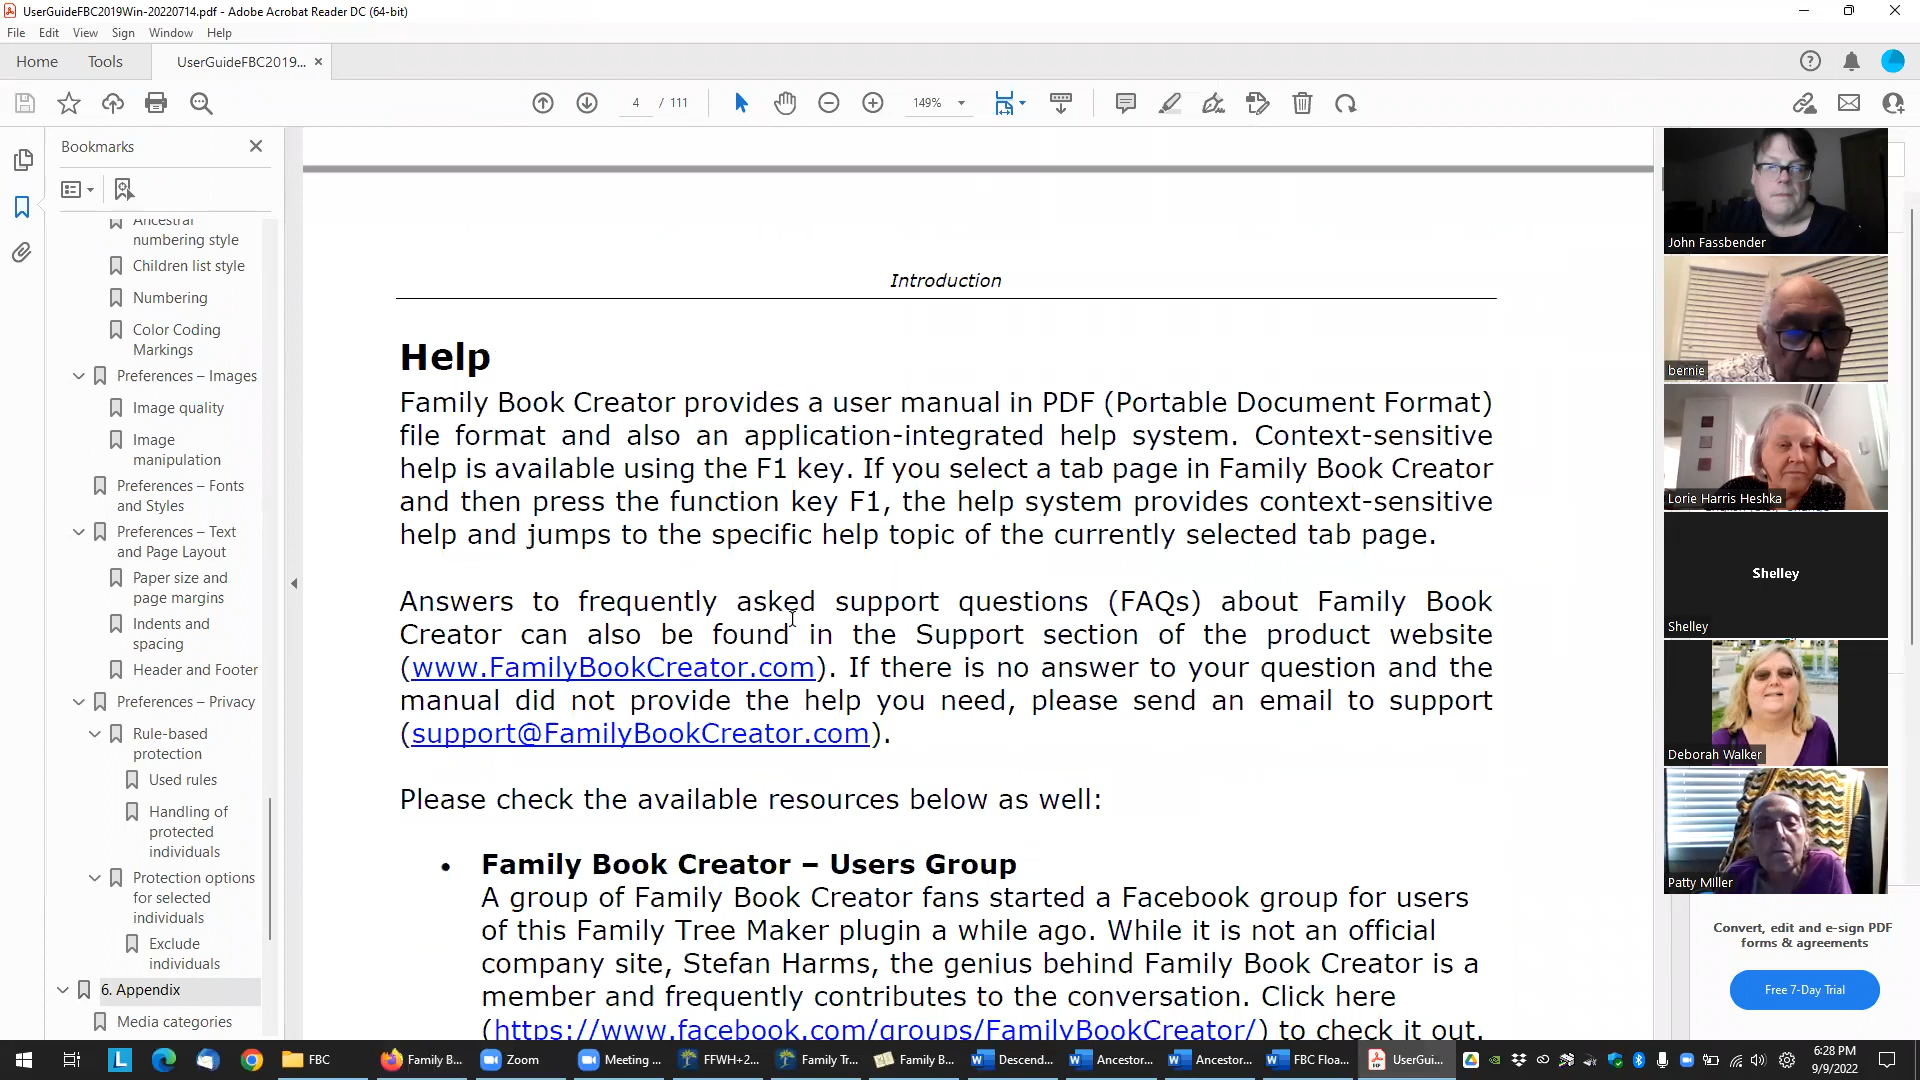 UserGuideFBC2019Win-20220714.pdf - Adobe Acrobat Reader DC (64-bit)
File Edit View Sign Window Help
Home Tools UserGuideFBC2019...
4 / 111 149%
Bookmarks
Ancestral
numbering style
Children list style
Numbering
Color Coding
Markings
Preferences – Images
Image quality
Image
manipulation
Preferences – Fonts
and Styles
Preferences – Text
and Page Layout
Paper size and
page margins
Indents and
spacing
Header and Footer
Preferences – Privacy
Rule-based
protection
Used rules
Handling of
protected
individuals
Protection options
for selected
individuals
Exclude
individuals
6. Appendix
Media categories
Introduction
Help
Family Book Creator provides a user manual in PDF (Portable Document Format)
file format and also an application-integrated help system. Context-sensitive
help is available using the F1 key. If you select a tab page in Family Book Creator
and then press the function key F1, the help system provides context-sensitive
help and jumps to the specific help topic of the currently selected tab page.
Answers to frequently asked support questions (FAQs) about Family Book
Creator can also be found in the Support section of the product website
(www.FamilyBookCreator.com). If there is no answer to your question and the
manual did not provide the help you need, please send an email to support
(support@FamilyBookCreator.com).
Please check the available resources below as well:
• Family Book Creator – Users Group
A group of Family Book Creator fans started a Facebook group for users
of this Family Tree Maker plugin a while ago. While it is not an official
company site, Stefan Harms, the genius behind Family Book Creator is a
member and frequently contributes to the conversation. Click here
(https://www.facebook.com/groups/FamilyBookCreator/) to check it out.
John Fassbender
bernie
Lorie Harris Heshka
Shelley
Shelley
Deborah Walker
Patty Miller
Convert, edit and e-sign PDF
forms & agreements
Free 7-Day Trial
L FBC Family B... Zoom Meeting ... FFWH+2... Family Tr... Family B... Descend... Ancestor... Ancestor... FBC Floa... UserGui...
6:28 PM
9/9/2022